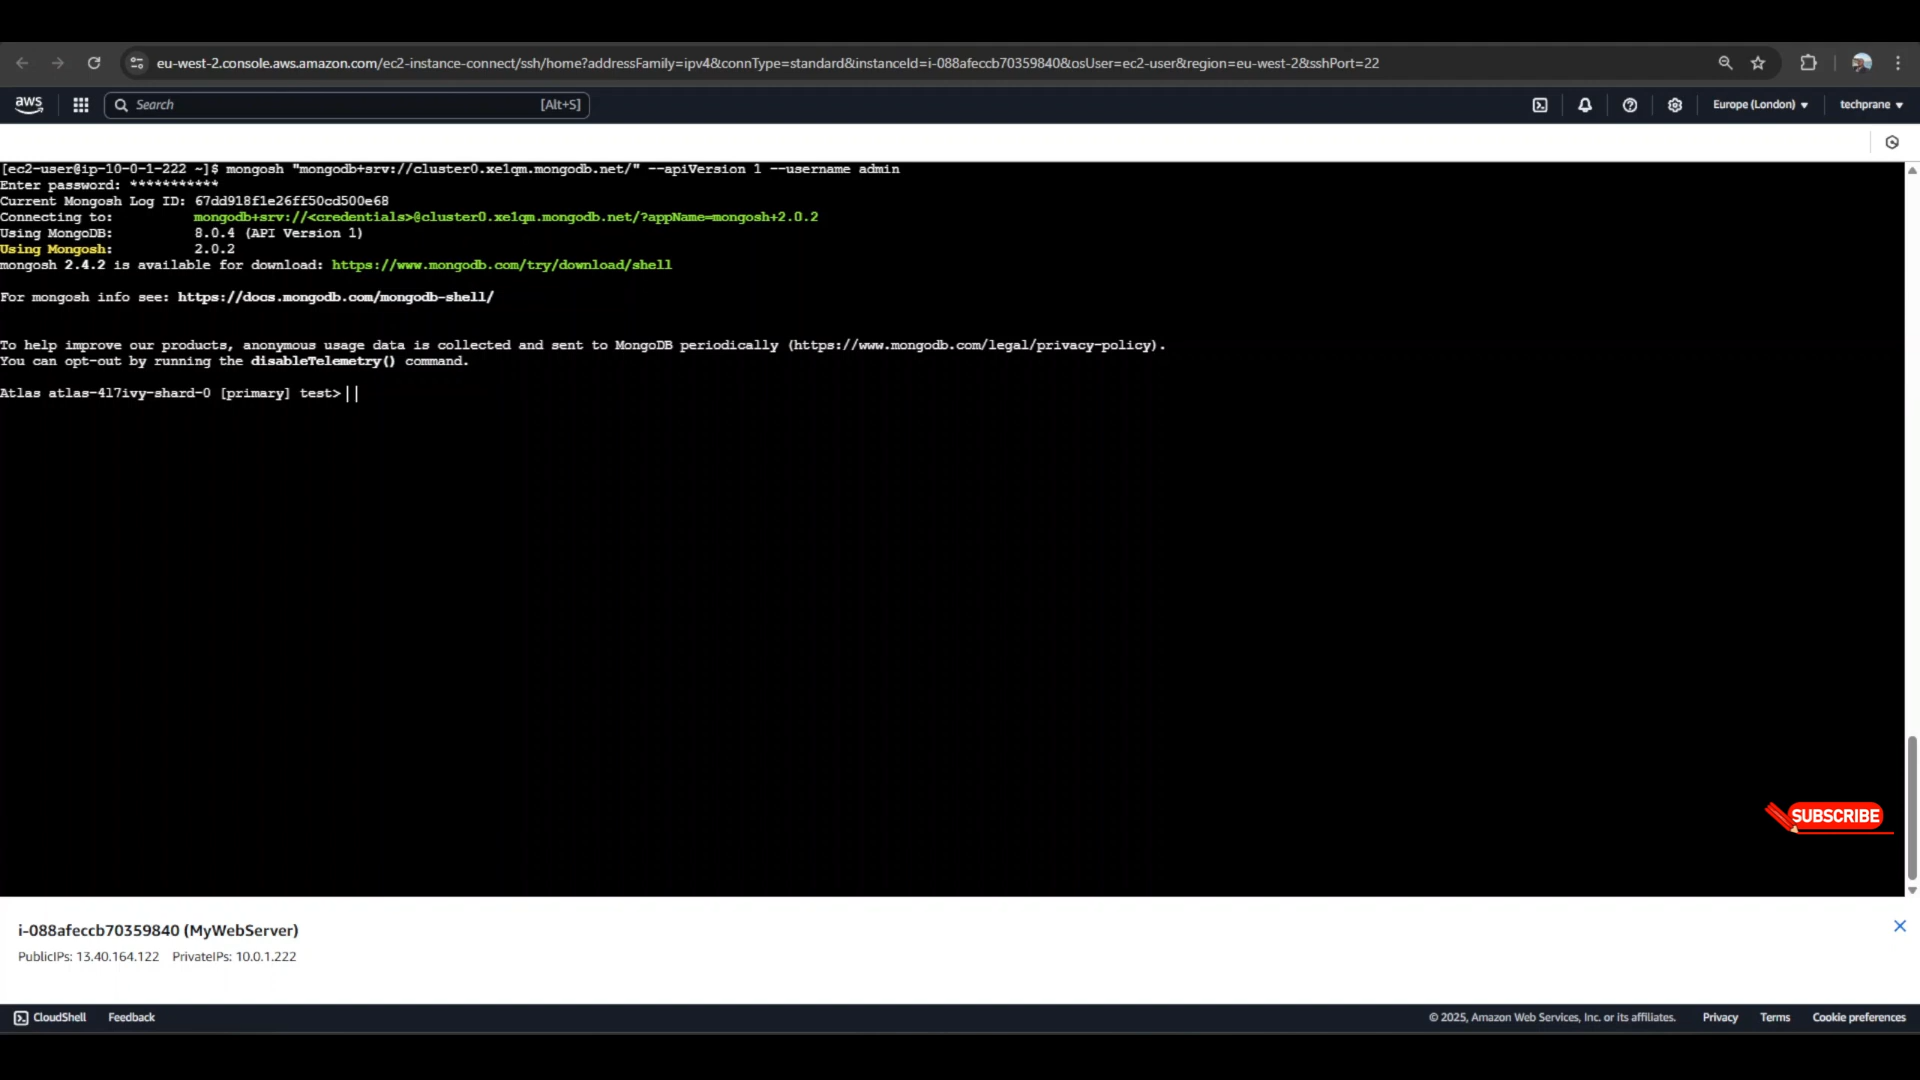 eu-west-2.console.aws.amazon.com/ec2-instance-connect/ssh/home?addressFamily=ipv4&connType=standard&instanceId=i-088afeccb70359840&osUser=ec2-user&region=eu-west-2&sshPort=22
aws Search [Alt+S] Europe (London) techprane
[ec2-user@ip-10-0-1-222 ~]$ mongosh "mongodb+srv://cluster0.xe1qm.mongodb.net/" --apiVersion 1 --username admin
Enter password: ***********
Current Mongosh Log ID: 67dd918f1e26ff50cd500e68
Connecting to: mongodb+srv://<credentials>@cluster0.xe1qm.mongodb.net/?appName=mongosh+2.0.2
Using MongoDB: 8.0.4 (API Version 1)
Using Mongosh: 2.0.2
mongosh 2.4.2 is available for download: https://www.mongodb.com/try/download/shell
For mongosh info see: https://docs.mongodb.com/mongodb-shell/
To help improve our products, anonymous usage data is collected and sent to MongoDB periodically (https://www.mongodb.com/legal/privacy-policy).
You can opt-out by running the disableTelemetry() command.
Atlas atlas-4l7ivy-shard-0 [primary] test>
SUBSCRIBE
i-088afeccb70359840 (MyWebServer)
PublicIPs: 13.40.164.122 PrivateIPs: 10.0.1.222
CloudShell Feedback © 2025, Amazon Web Services, Inc. or its affiliates. Privacy Terms Cookie preferences